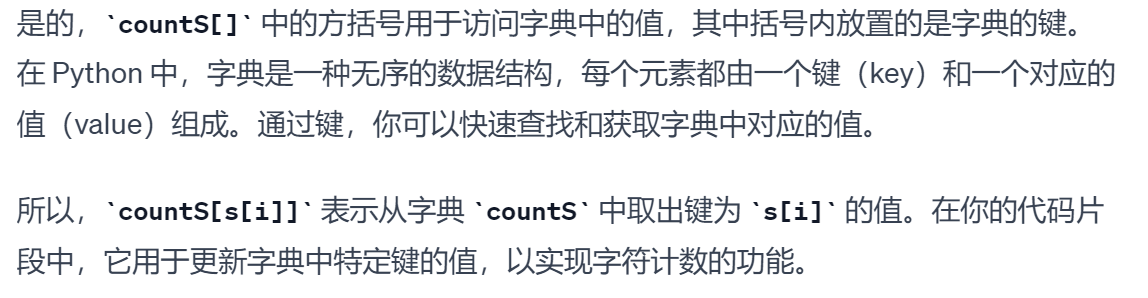 是的，`countS[]` 中的方括号用于访问字典中的值，其中括号内放置的是字典的键。
在 Python 中，字典是一种无序的数据结构，每个元素都由一个键（key）和一个对应的
值（value）组成。通过键，你可以快速查找和获取字典中对应的值。
所以，`countS[s[i]]` 表示从字典 `countS` 中取出键为 `s[i]` 的值。在你的代码片
段中，它用于更新字典中特定键的值，以实现字符计数的功能。